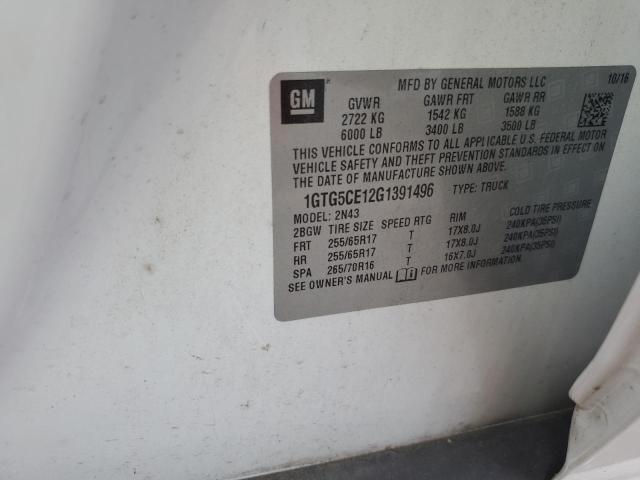 GM
MFD BY GENERAL MOTORS LLC 10/16
GVWR GAWR FRT GAWR RR
2722 KG 1542 KG 1588 KG
6000 LB 3400 LB 3500 LB
THIS VEHICLE CONFORMS TO ALL APPLICABLE U.S. FEDERAL MOTOR
VEHICLE SAFETY AND THEFT PREVENTION STANDARDS IN EFFECT ON
THE DATE OF MANUFACTURE SHOWN ABOVE.
1GTG5CE12G1391496 TYPE: TRUCK
MODEL: 2N43
2BGW TIRE SIZE SPEED RTG RIM COLD TIRE PRESSURE
FRT 255/65R17 T 17X8.0J 240KPA(35PSI)
HR 255/65R17 T 17X8.0J 240KPA(35PSI)
SPA 265/70R16 T 16X7.0J 240KPA(35PSI)
SEE OWNER'S MANUAL FOR MORE INFORMATION.